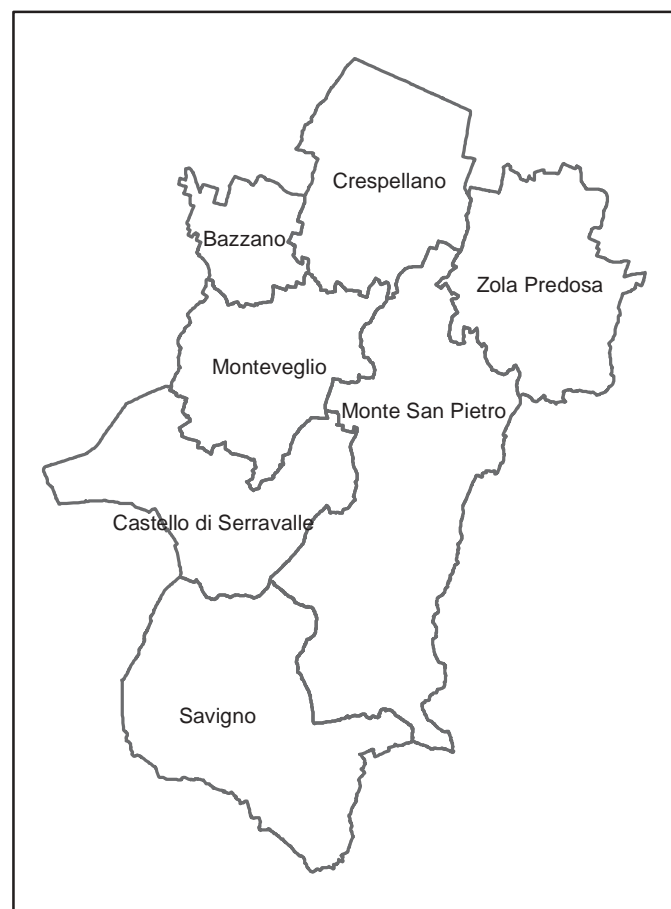 Crespellano
Bazzano
Zola Predosa
Monteveglio
Monte San Pietro
Castello di Serravalle
Savigno